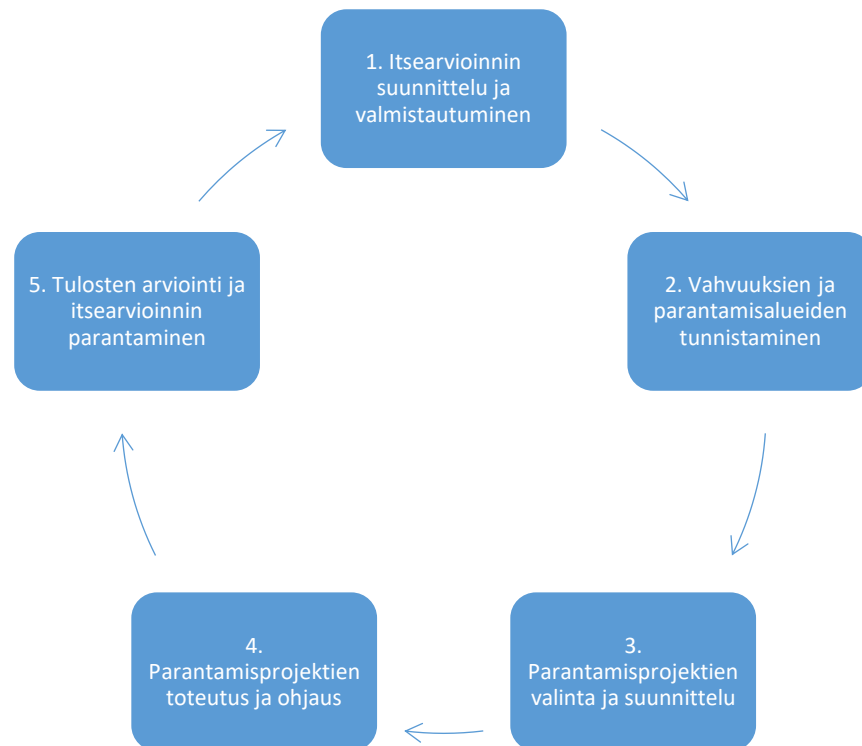 1. Itsearvioinnin
suunnittelu ja
valmistautuminen
2. Vahvuuksien ja
parantamisalueiden
tunnistaminen
3.
Parantamisprojektien
valinta ja suunnittelu
4.
Parantamisprojektien
toteutus ja ohjaus
5. Tulosten arviointi ja
itsearvioinnin
parantaminen